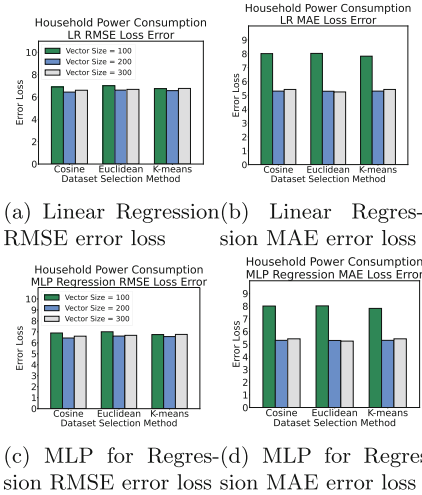 Household Power Consumption
LR RMSE Loss Error
Error Loss
10
8
6
4
2
0
Vector Size = 100
Vector Size = 200
Vector Size = 300
Cosine Euclidean K-means
Dataset Selection Method
Household Power Consumption
LR MAE Loss Error
Error Loss
9
8
7
6
5
4
3
2
1
0
Cosine Euclidean K-means
Dataset Selection Method
(a) Linear Regression
RMSE error loss
(b) Linear Regres-
sion MAE error loss
Household Power Consumption
MLP Regression RMSE Loss Error
Error Loss
10
9
8
7
6
5
4
3
2
1
0
Vector Size = 100
Vector Size = 200
Vector Size = 300
Cosine Euclidean K-means
Dataset Selection Method
Household Power Consumption
MLP Regression MAE Loss Error
Error Loss
9
8
7
6
5
4
3
2
1
0
Cosine Euclidean K-means
Dataset Selection Method
(c) MLP for Regres-
sion RMSE error loss
(d) MLP for Regres
sion MAE error loss